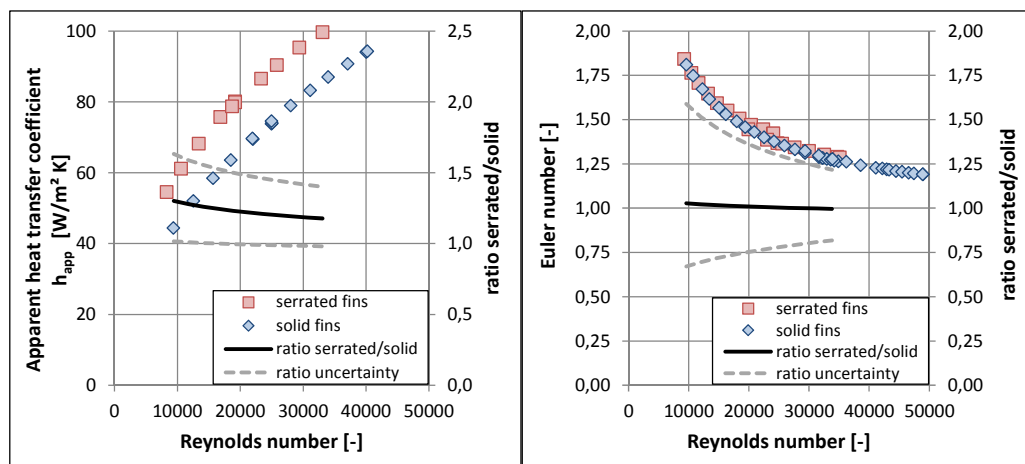 Apparent heat transfer coefficient
h_app [W/m² K]
100
80
60
40
20
0
2,5
2,0
1,5
1,0
0,5
0,0
ratio serrated/solid
serrated fins
solid fins
ratio serrated/solid
ratio uncertainty
0 10000 20000 30000 40000 50000
Reynolds number [-]
Euler number [-]
2,00
1,75
1,50
1,25
1,00
0,75
0,50
0,25
0,00
2,00
1,75
1,50
1,25
1,00
0,75
0,50
0,25
0,00
ratio serrated/solid
serrated fins
solid fins
ratio serrated/solid
ratio uncertainty
0 10000 20000 30000 40000 50000
Reynolds number [-]